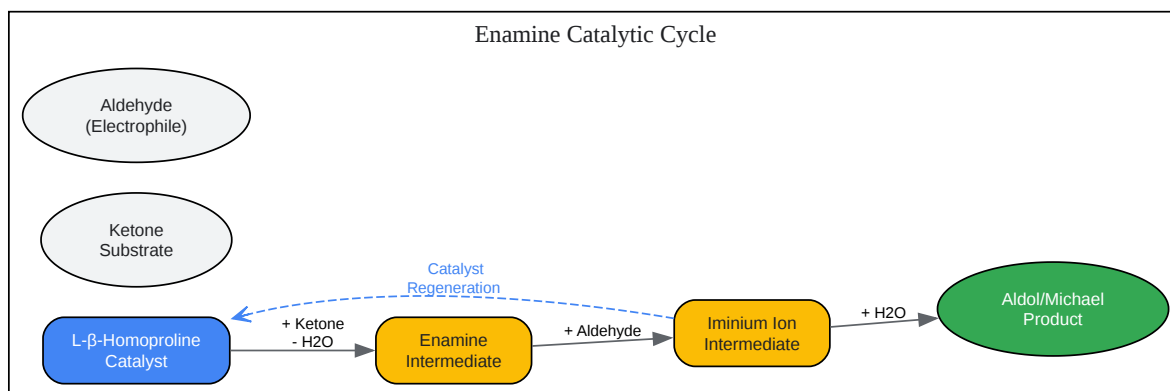 Enamine Catalytic Cycle
Aldehyde
(Electrophile)
Ketone
Substrate
Catalyst
Regeneration
L-β-Homoproline
Catalyst
+ Ketone
- H2O
Enamine
Intermediate
+ Aldehyde
Iminium Ion
Intermediate
+ H2O
Aldol/Michael
Product